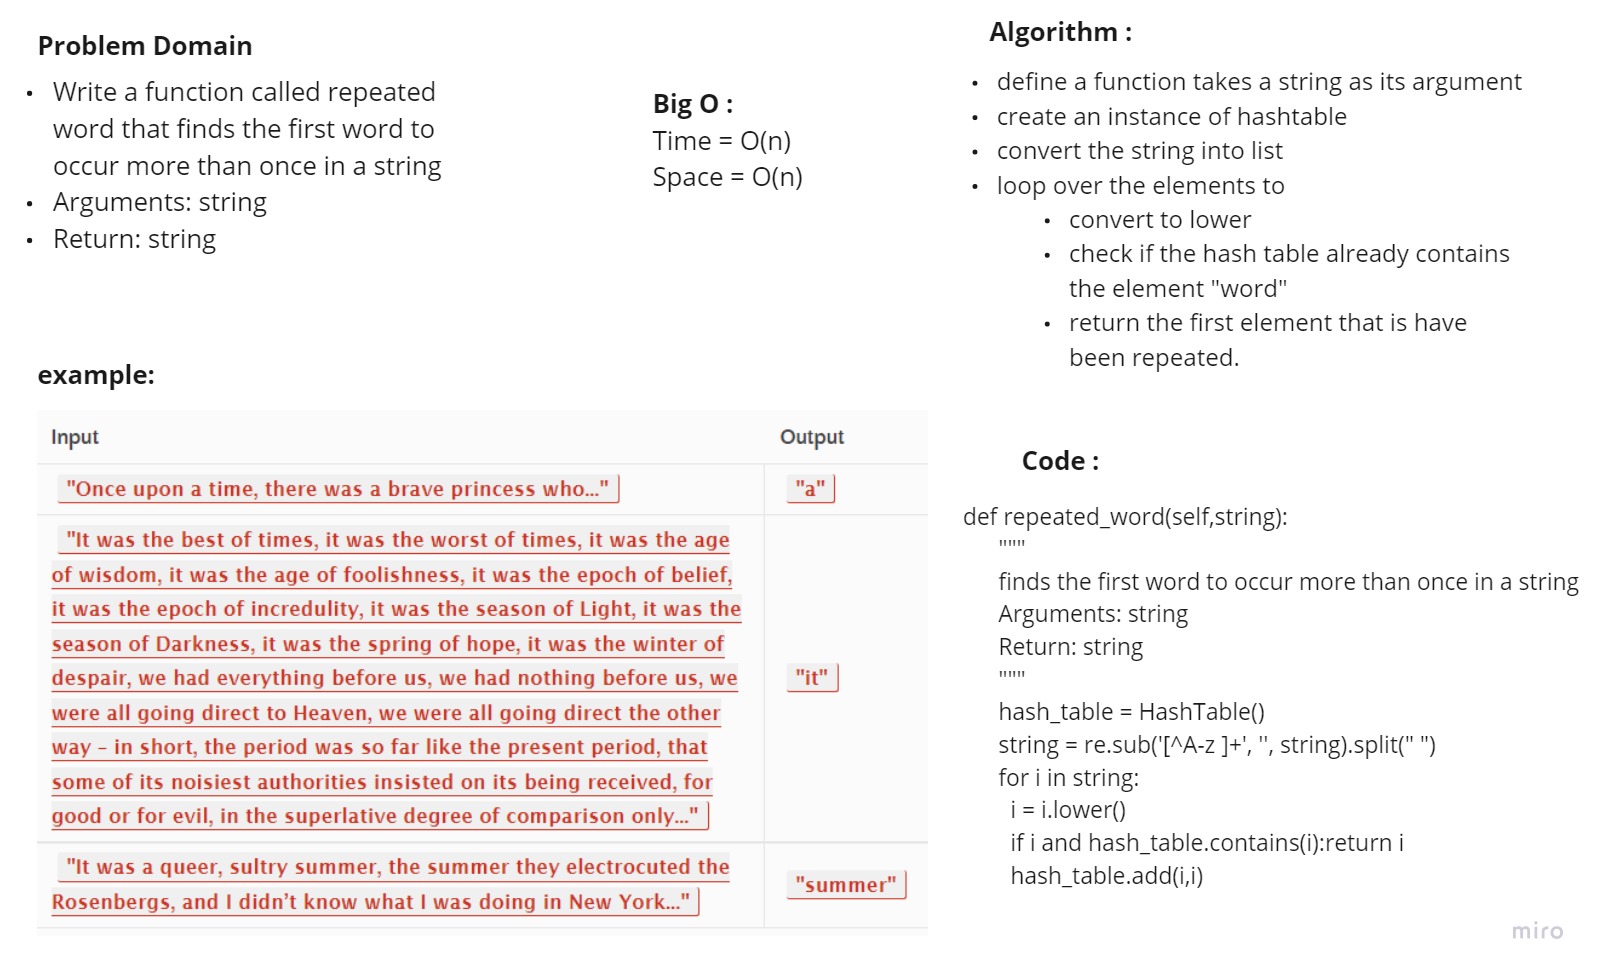 Problem Domain
• Write a function called repeated
word that finds the first word to
occur more than once in a string
• Arguments: string
• Return: string
Big O :
Time = O(n)
Space = O(n)
example:
Input Output
"Once upon a time, there was a brave princess who..." "a"
"It was the best of times, it was the worst of times, it was the age
of wisdom, it was the age of foolishness, it was the epoch of belief,
it was the epoch of incredulity, it was the season of Light, it was the
season of Darkness, it was the spring of hope, it was the winter of
despair, we had everything before us, we had nothing before us, we
were all going direct to Heaven, we were all going direct the other
way – in short, the period was so far like the present period, that
some of its noisiest authorities insisted on its being received, for
good or for evil, in the superlative degree of comparison only..."
"it"
"It was a queer, sultry summer, the summer they electrocuted the
Rosenbergs, and I didn’t know what I was doing in New York..."
"summer"
Algorithm :
• define a function takes a string as its argument
• create an instance of hashtable
• convert the string into list
• loop over the elements to
• convert to lower
• check if the hash table already contains
the element "word"
• return the first element that is have
been repeated.
Code :
def repeated_word(self,string):
"""
finds the first word to occur more than once in a string
Arguments: string
Return: string
"""
hash_table = HashTable()
string = re.sub('[^A-z ]+', '', string).split(" ")
for i in string:
i = i.lower()
if i and hash_table.contains(i):return i
hash_table.add(i,i)
miro